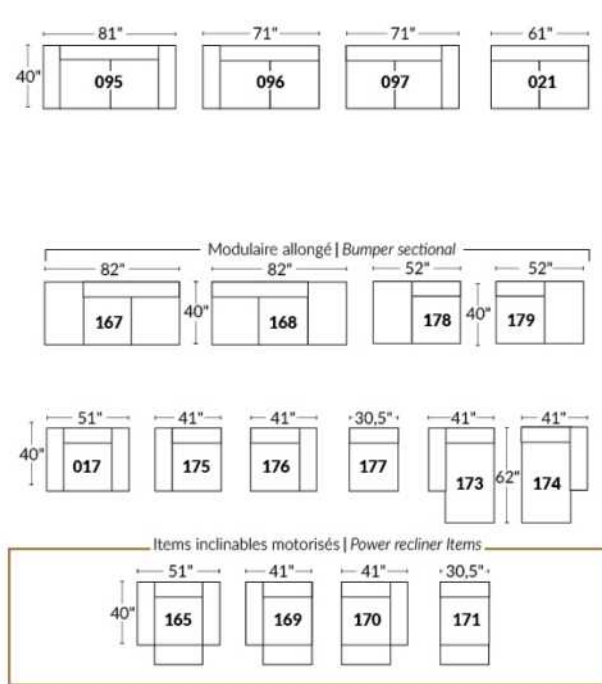 81" 71" 71" 61"
40" 095 096 097 021
Modulaire allongé | Bumper sectional
82" 82" 52" 52"
167 40" 168 178 40" 179
51" 41" 41" 30,5" 41" 41"
40" 017 175 176 177 173 62" 174
Items inclinables motorisés | Power recliner Items
51" 41" 41" 30,5"
40" 165 169 170 171